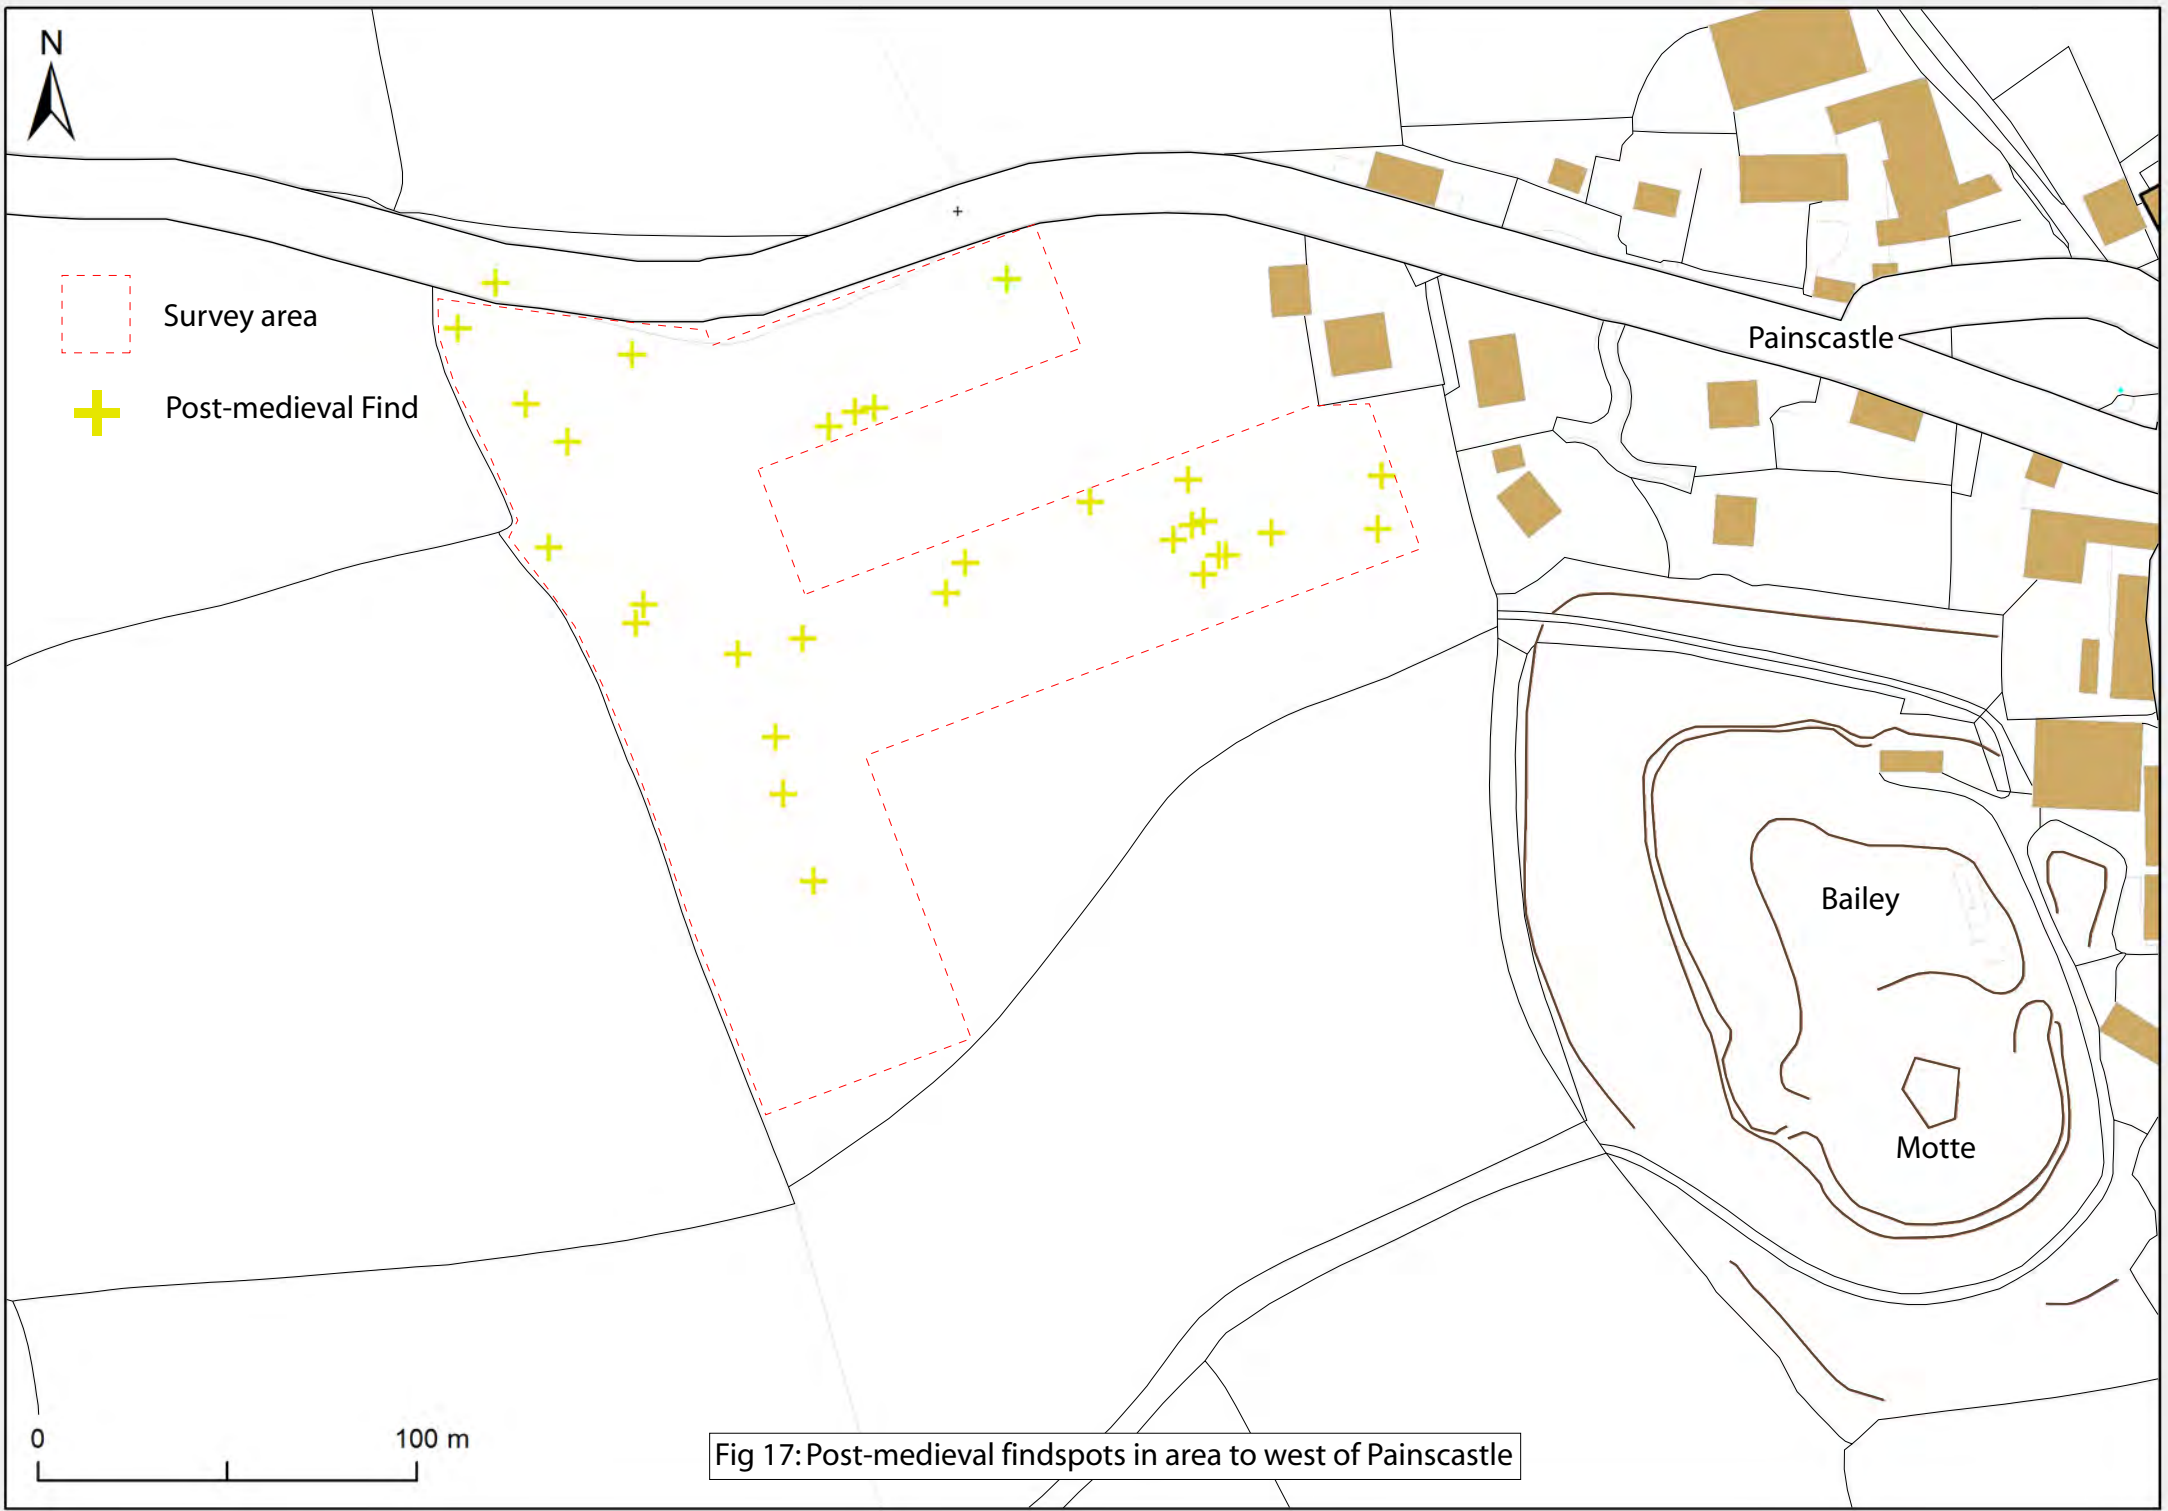 N
Survey area
Post-medieval Find
Painscastle
Bailey
Motte
0
100 m
Fig 17: Post-medieval findspots in area to west of Painscastle